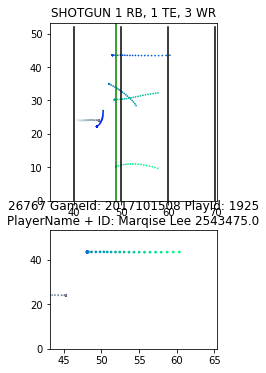 SHOTGUN 1 RB, 1 TE, 3 WR
50
40
30
20
10
0
40 50 60 70
26767 GameId: 2017101508 PlayId: 1925
PlayerName + ID: Marqise Lee 2543475.0
40
20
0
45 50 55 60 65